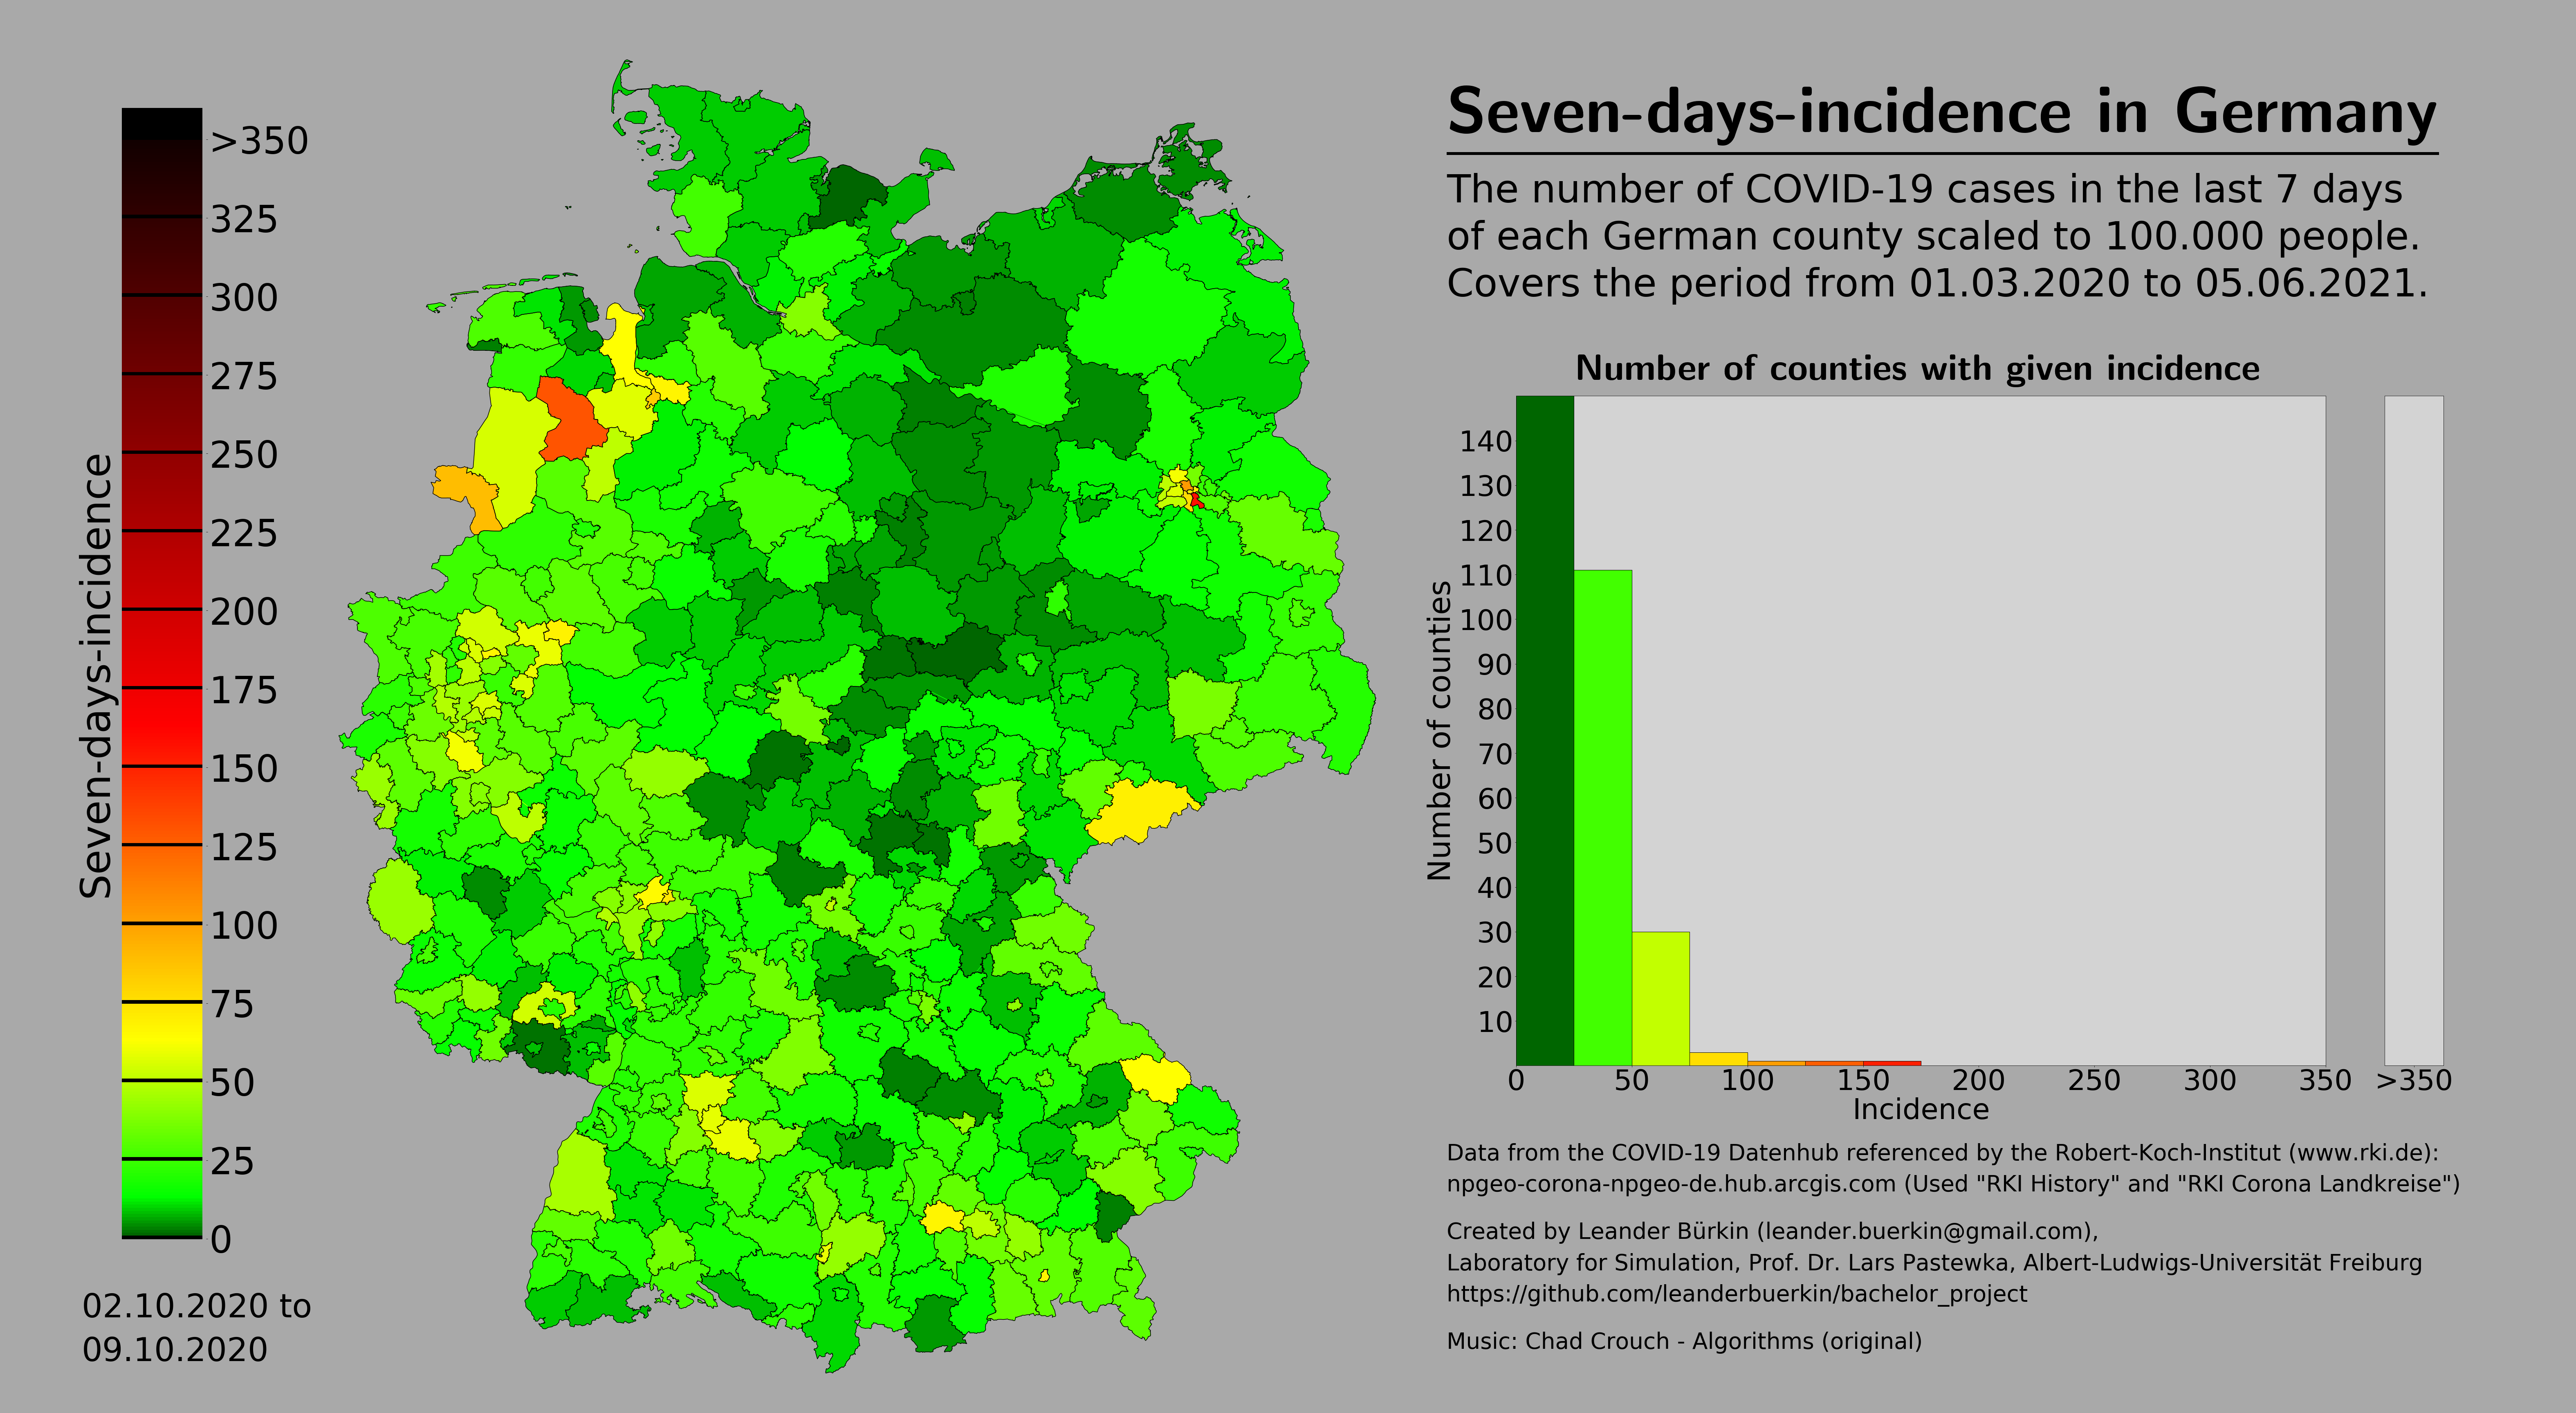 Seven-days-incidence in Germany
The number of COVID-19 cases in the last 7 days
of each German county scaled to 100.000 people.
Covers the period from 01.03.2020 to 05.06.2021.
Seven-days-incidence
>350
325
300
275
250
225
200
175
150
125
100
75
50
25
0
02.10.2020 to
09.10.2020
Number of counties with given incidence
Number of counties
140
130
120
110
100
90
80
70
60
50
40
30
20
10
0 50 100 150 200 250 300 350 >350
Incidence
Data from the COVID-19 Datenhub referenced by the Robert-Koch-Institut (www.rki.de):
npgeo-corona-npgeo-de.hub.arcgis.com (Used "RKI History" and "RKI Corona Landkreise")
Created by Leander Bürkin (leander.buerkin@gmail.com),
Laboratory for Simulation, Prof. Dr. Lars Pastewka, Albert-Ludwigs-Universität Freiburg
https://github.com/leanderbuerkin/bachelor_project
Music: Chad Crouch - Algorithms (original)